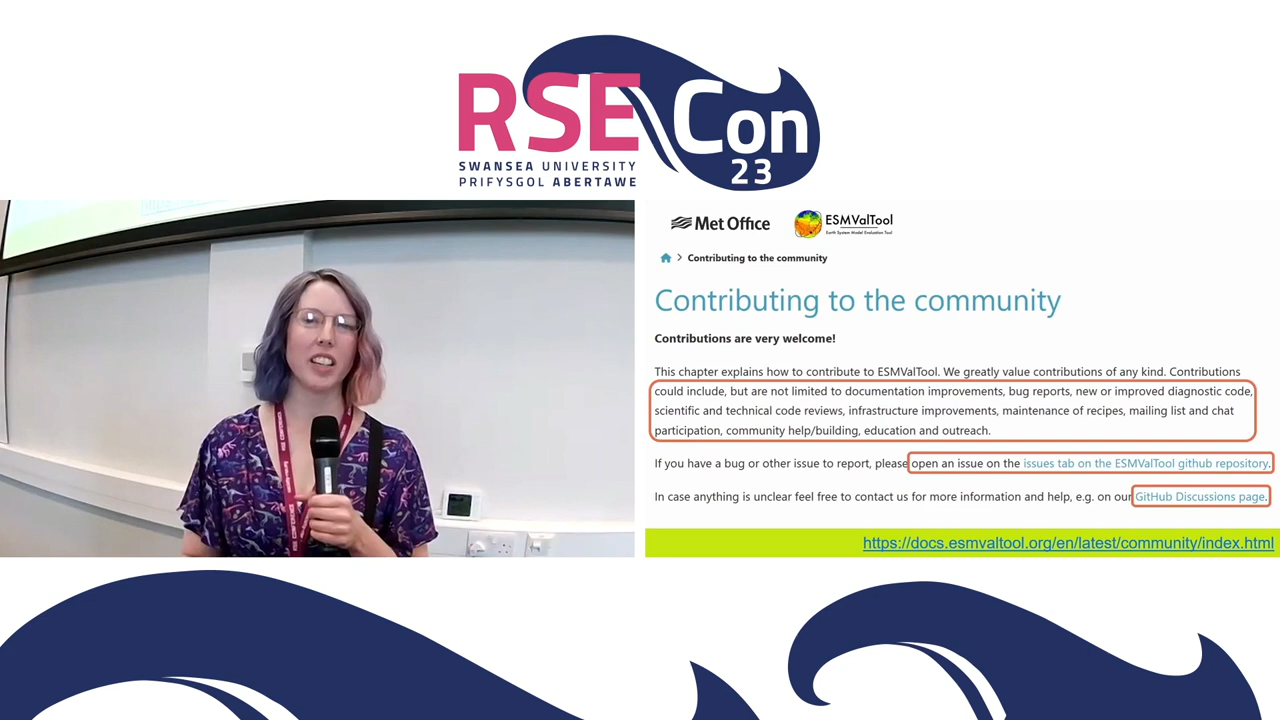 RSE Con
23
SWANSEA UNIVERSITY
PRIFYSGOL ABERTAWE
Met Office
ESMValTool
Earth System Model Evaluation Tool
Contributing to the community
Contributing to the community
Contributions are very welcome!
This chapter explains how to contribute to ESMValTool. We greatly value contributions of any kind. Contributions
could include, but are not limited to documentation improvements, bug reports, new or improved diagnostic code,
scientific and technical code reviews, infrastructure improvements, maintenance of recipes, mailing list and chat
participation, community help/building, education and outreach.
If you have a bug or other issue to report, please open an issue on the issues tab on the ESMValTool github repository.
In case anything is unclear feel free to contact us for more information and help, e.g. on our GitHub Discussions page.
https://docs.esmvaltool.org/en/latest/community/index.html